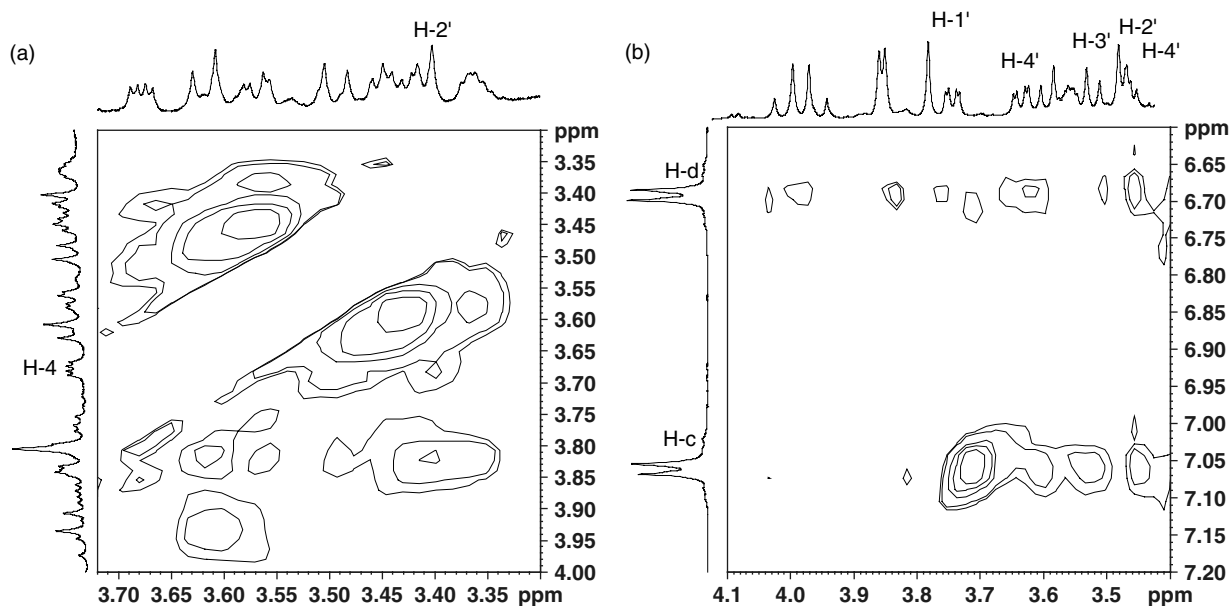 (a)
H-2'
ppm
3.35
3.40
3.45
3.50
3.55
3.60
3.65
3.70
3.75
3.80
3.85
3.90
3.95
4.00
H-4
3.70 3.65 3.60 3.55 3.50 3.45 3.40 3.35 ppm
(b)
H-1'
H-4'
H-3'
H-2'
H-4'
ppm
6.65
6.70
6.75
6.80
6.85
6.90
6.95
7.00
7.05
7.10
7.15
7.20
H-d
H-c
4.1 4.0 3.9 3.8 3.7 3.6 3.5 ppm